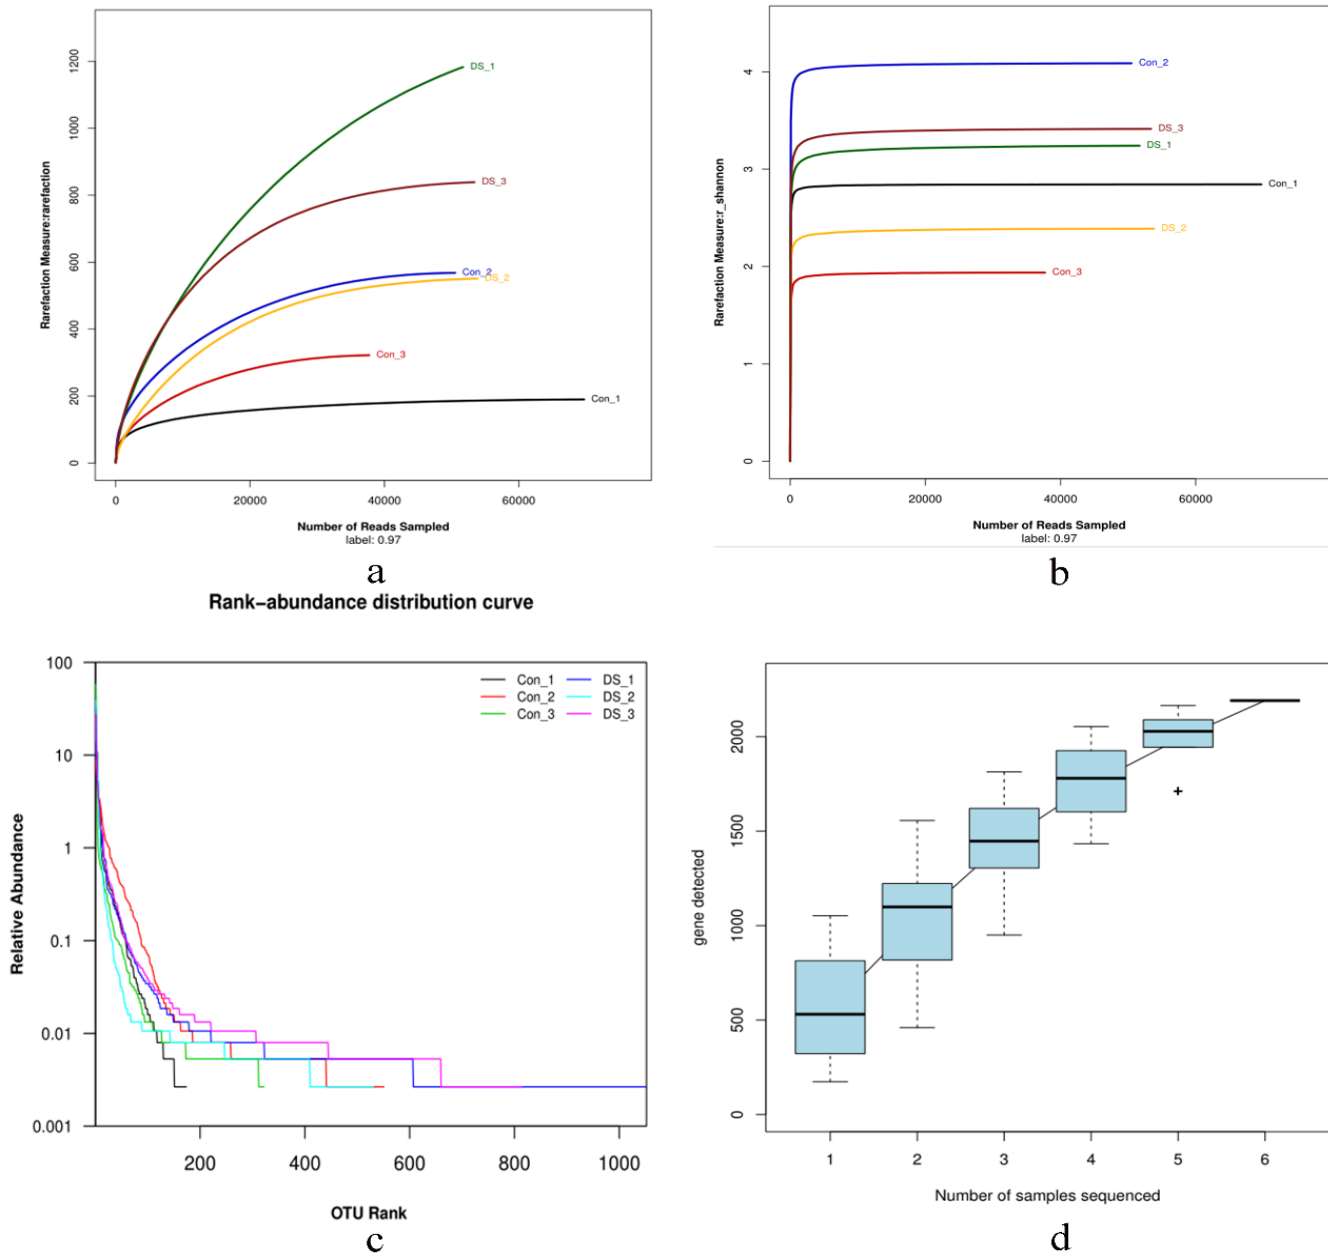 Rarefaction Measure:rarefaction
1200
1000
800
600
400
200
0
DS_1
DS_3
Con_2
DS_2
Con_3
Con_1
0 20000 40000 60000
Number of Reads Sampled
label: 0.97
a
Rarefaction Measure:r_shannon
4
3
2
1
0
Con_2
DS_3
DS_1
Con_1
DS_2
Con_3
0 20000 40000 60000
Number of Reads Sampled
label: 0.97
b
Rank-abundance distribution curve
Relative Abundance
100
10
1
0.1
0.01
0.001
Con_1 DS_1
Con_2 DS_2
Con_3 DS_3
200 400 600 800 1000
OTU Rank
c
gene detected
2000
1500
1000
500
0
1 2 3 4 5 6
Number of samples sequenced
d